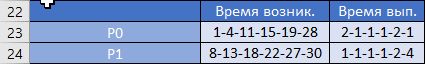 22 Время возник. Время вып.
23 P0 1-4-11-15-19-28 2-1-1-1-2-1
24 P1 8-13-18-22-27-30 1-1-1-1-2-4